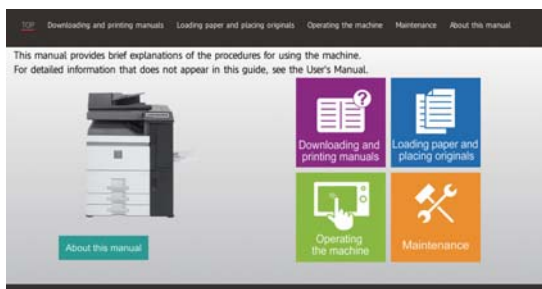 TOP Downloading and printing manuals Loading paper and placing originals Operating the machine Maintenance About this manual
This manual provides brief explanations of the procedures for using the machine.
For detailed information that does not appear in this guide, see the User's Manual.
Downloading and
printing manuals
Loading paper and
placing originals
Operating
the machine
Maintenance
About this manual